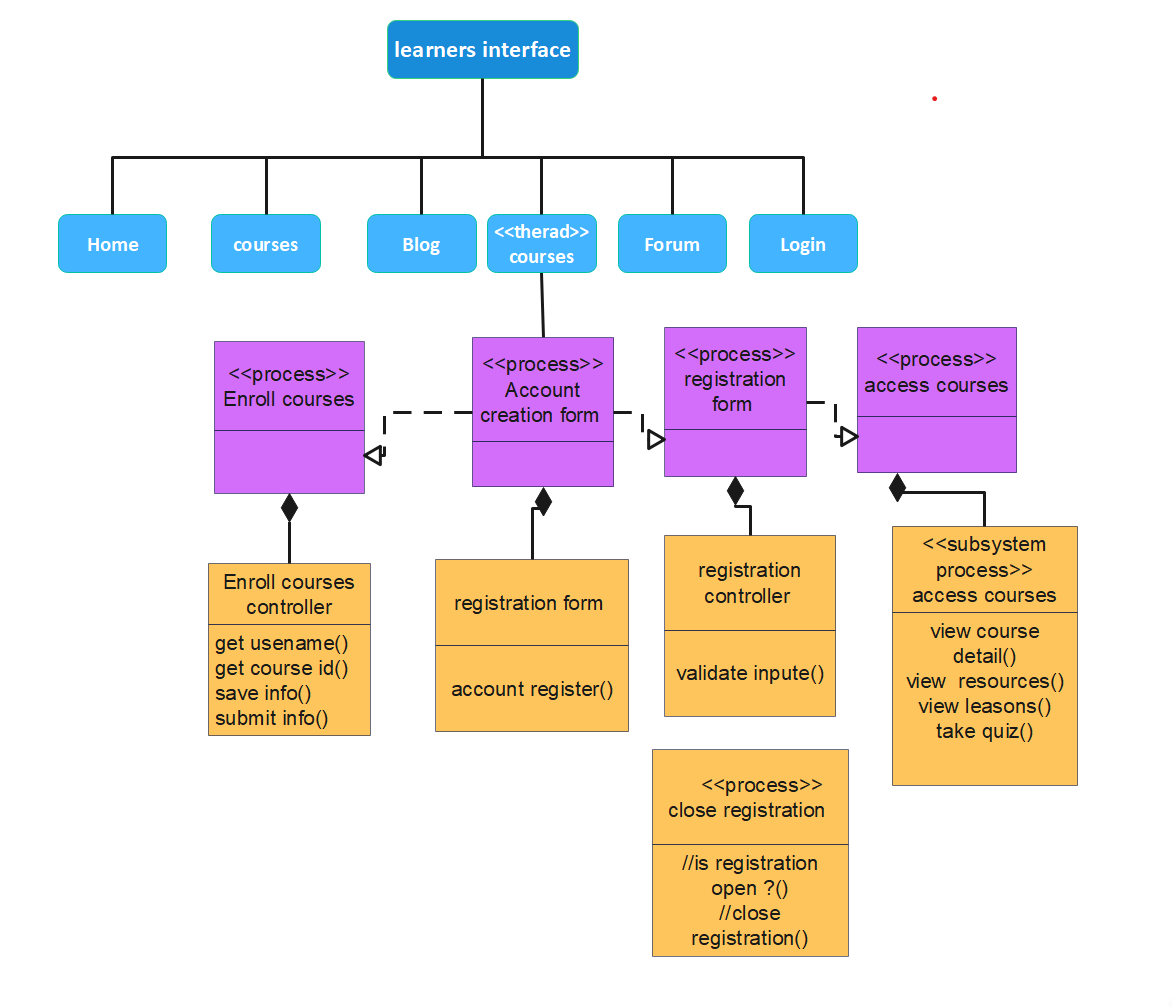 learners interface
Home
courses
Blog
<<therad>>
courses
Forum
Login
<<process>>
Enroll courses
<<process>>
Account
creation form
<<process>>
registration
form
<<process>>
access courses
Enroll courses
controller
get usename()
get course id()
save info()
submit info()
registration form
account register()
registration
controller
validate inpute()
<<subsystem
process>>
access courses
view course
detail()
view resources()
view leasons()
take quiz()
<<process>>
close registration
//is registration
open ?()
//close
registration()